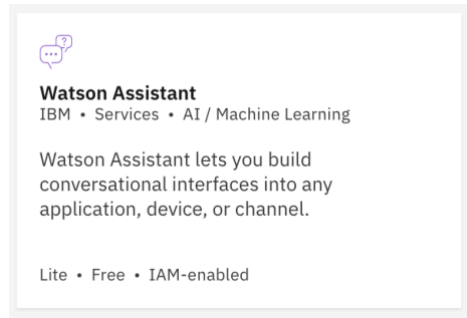 ?
Watson Assistant
IBM • Services • AI / Machine Learning
Watson Assistant lets you build
conversational interfaces into any
application, device, or channel.
Lite • Free • IAM-enabled